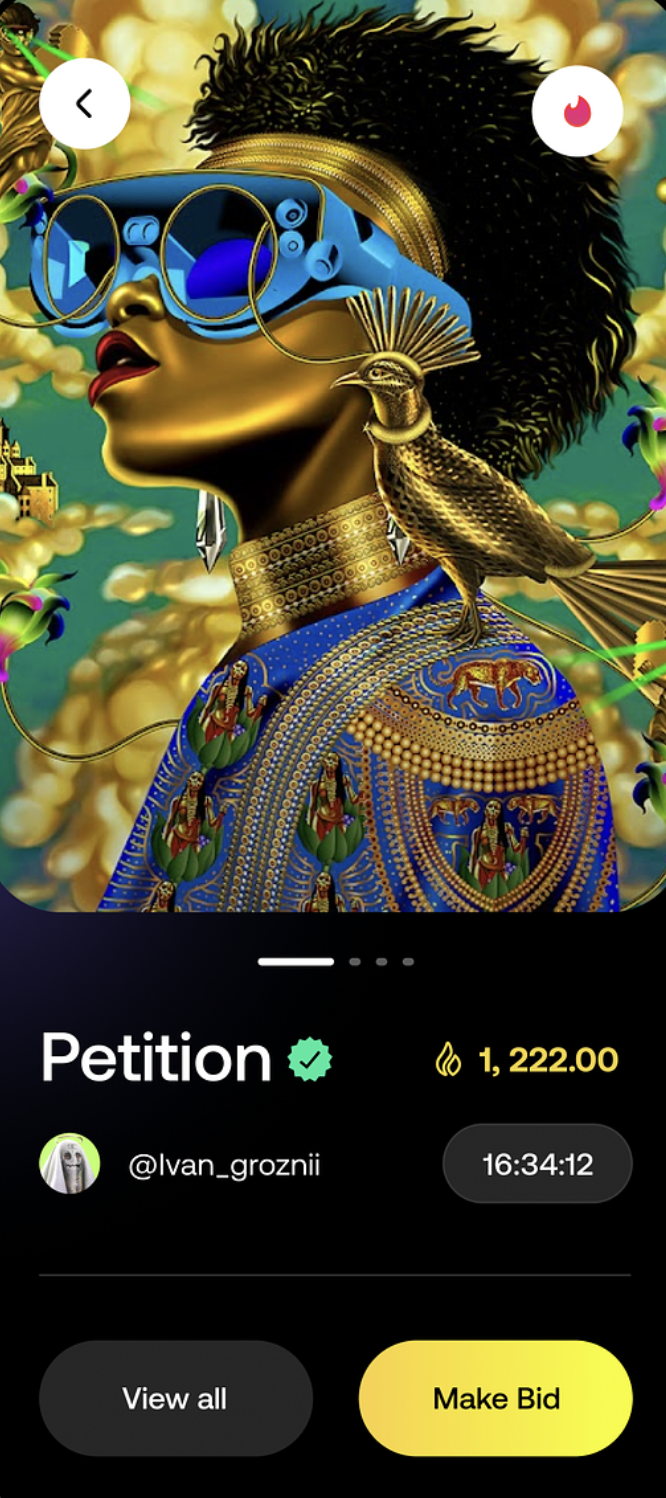 Petition
1, 222.00
@Ivan_groznii
16:34:12
View all
Make Bid